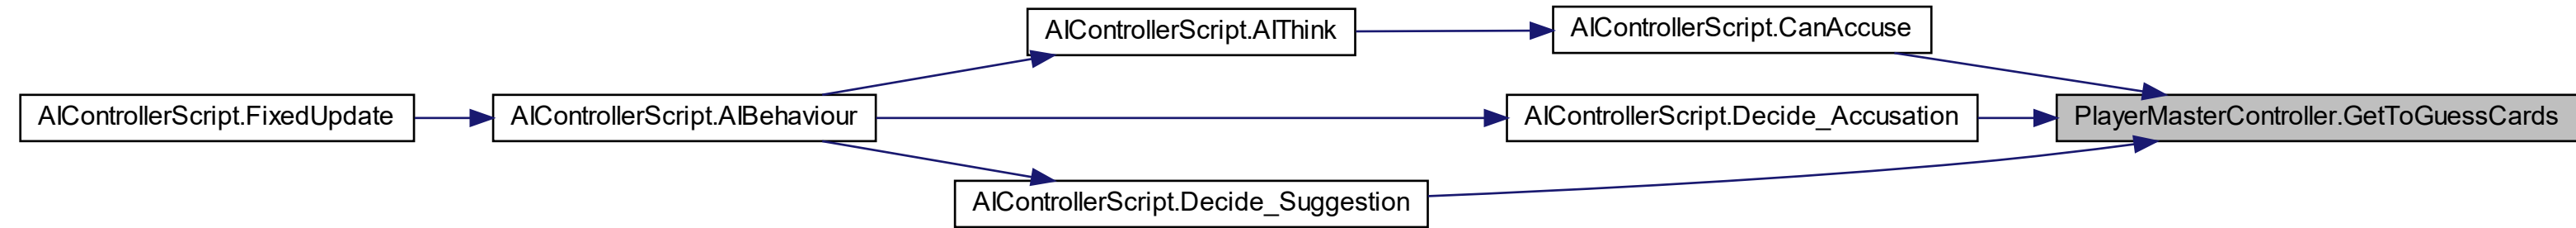 AIControllerScript.AIThink
AIControllerScript.CanAccuse
AIControllerScript.FixedUpdate
AIControllerScript.AIBehaviour
AIControllerScript.Decide_Accusation
PlayerMasterController.GetToGuessCards
AIControllerScript.Decide_Suggestion